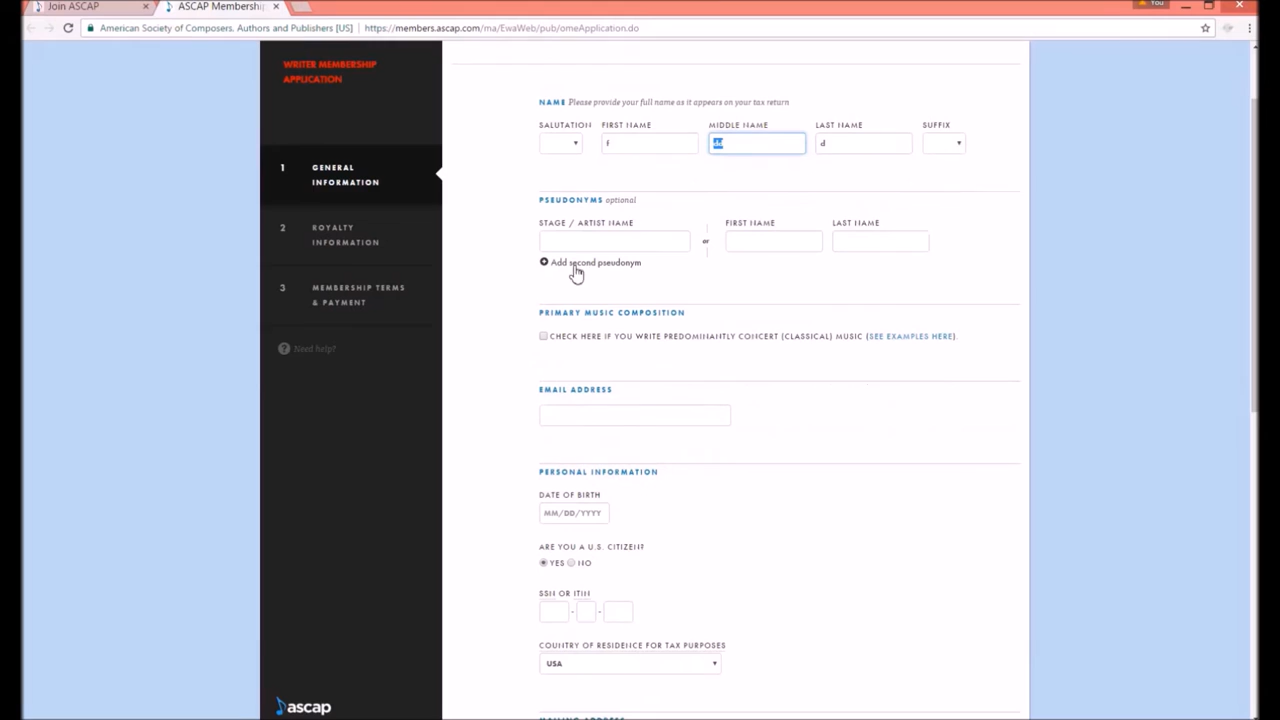 Join ASCAP
ASCAP Membership
You
American Society of Composers, Authors and Publishers [US]
https://members.ascap.com/ma/EwaWeb/pub/omeApplication.do
WRITER MEMBERSHIP
APPLICATION
1 GENERAL
INFORMATION
2 ROYALTY
INFORMATION
3 MEMBERSHIP TERMS
& PAYMENT
Need help?
ascap
NAME Please provide your full name as it appears on your tax return
SALUTATION FIRST NAME MIDDLE NAME LAST NAME SUFFIX
f dd d
PSEUDONYMS optional
STAGE / ARTIST NAME FIRST NAME LAST NAME
or
Add second pseudonym
PRIMARY MUSIC COMPOSITION
CHECK HERE IF YOU WRITE PREDOMINANTLY CONCERT (CLASSICAL) MUSIC (SEE EXAMPLES HERE).
EMAIL ADDRESS
PERSONAL INFORMATION
DATE OF BIRTH
MM/DD/YYYY
ARE YOU A U.S. CITIZEN?
YES NO
SSN OR ITIN
- -
COUNTRY OF RESIDENCE FOR TAX PURPOSES
USA
MAILING ADDRESS